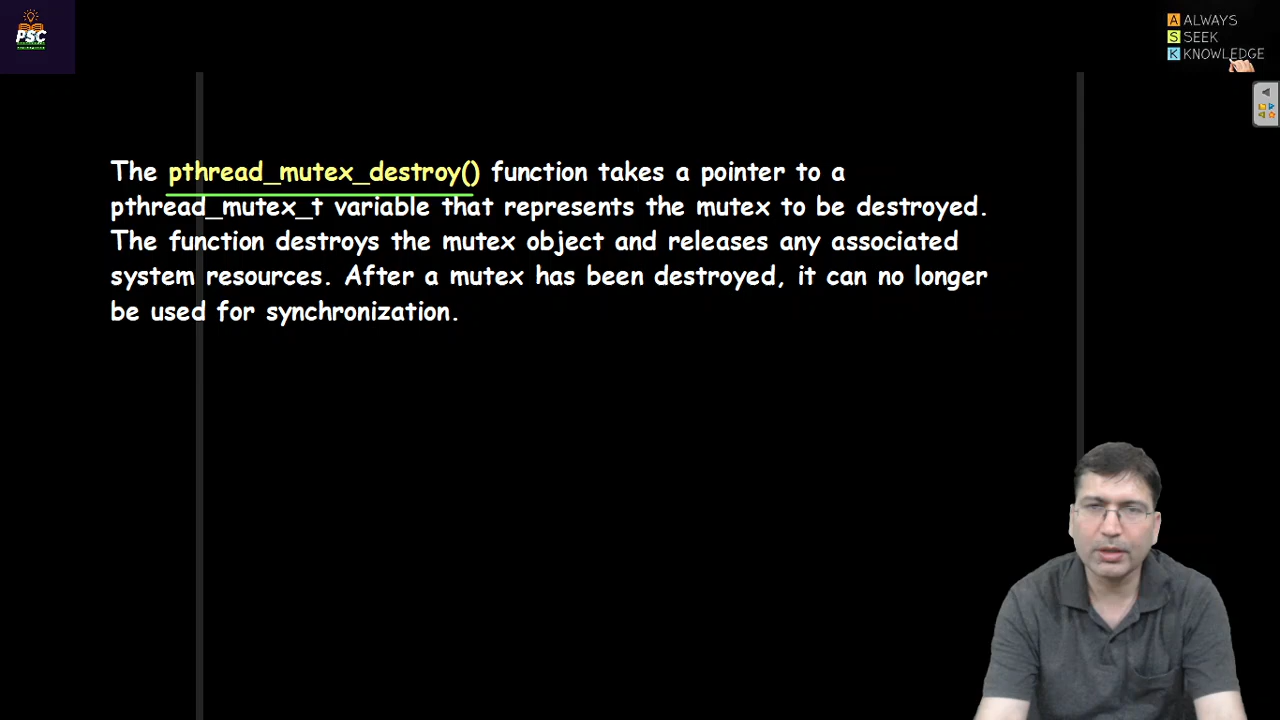 PSC
A ALWAYS
S SEEK
K KNOWLEDGE
The pthread_mutex_destroy() function takes a pointer to a
pthread_mutex_t variable that represents the mutex to be destroyed.
The function destroys the mutex object and releases any associated
system resources. After a mutex has been destroyed, it can no longer
be used for synchronization.